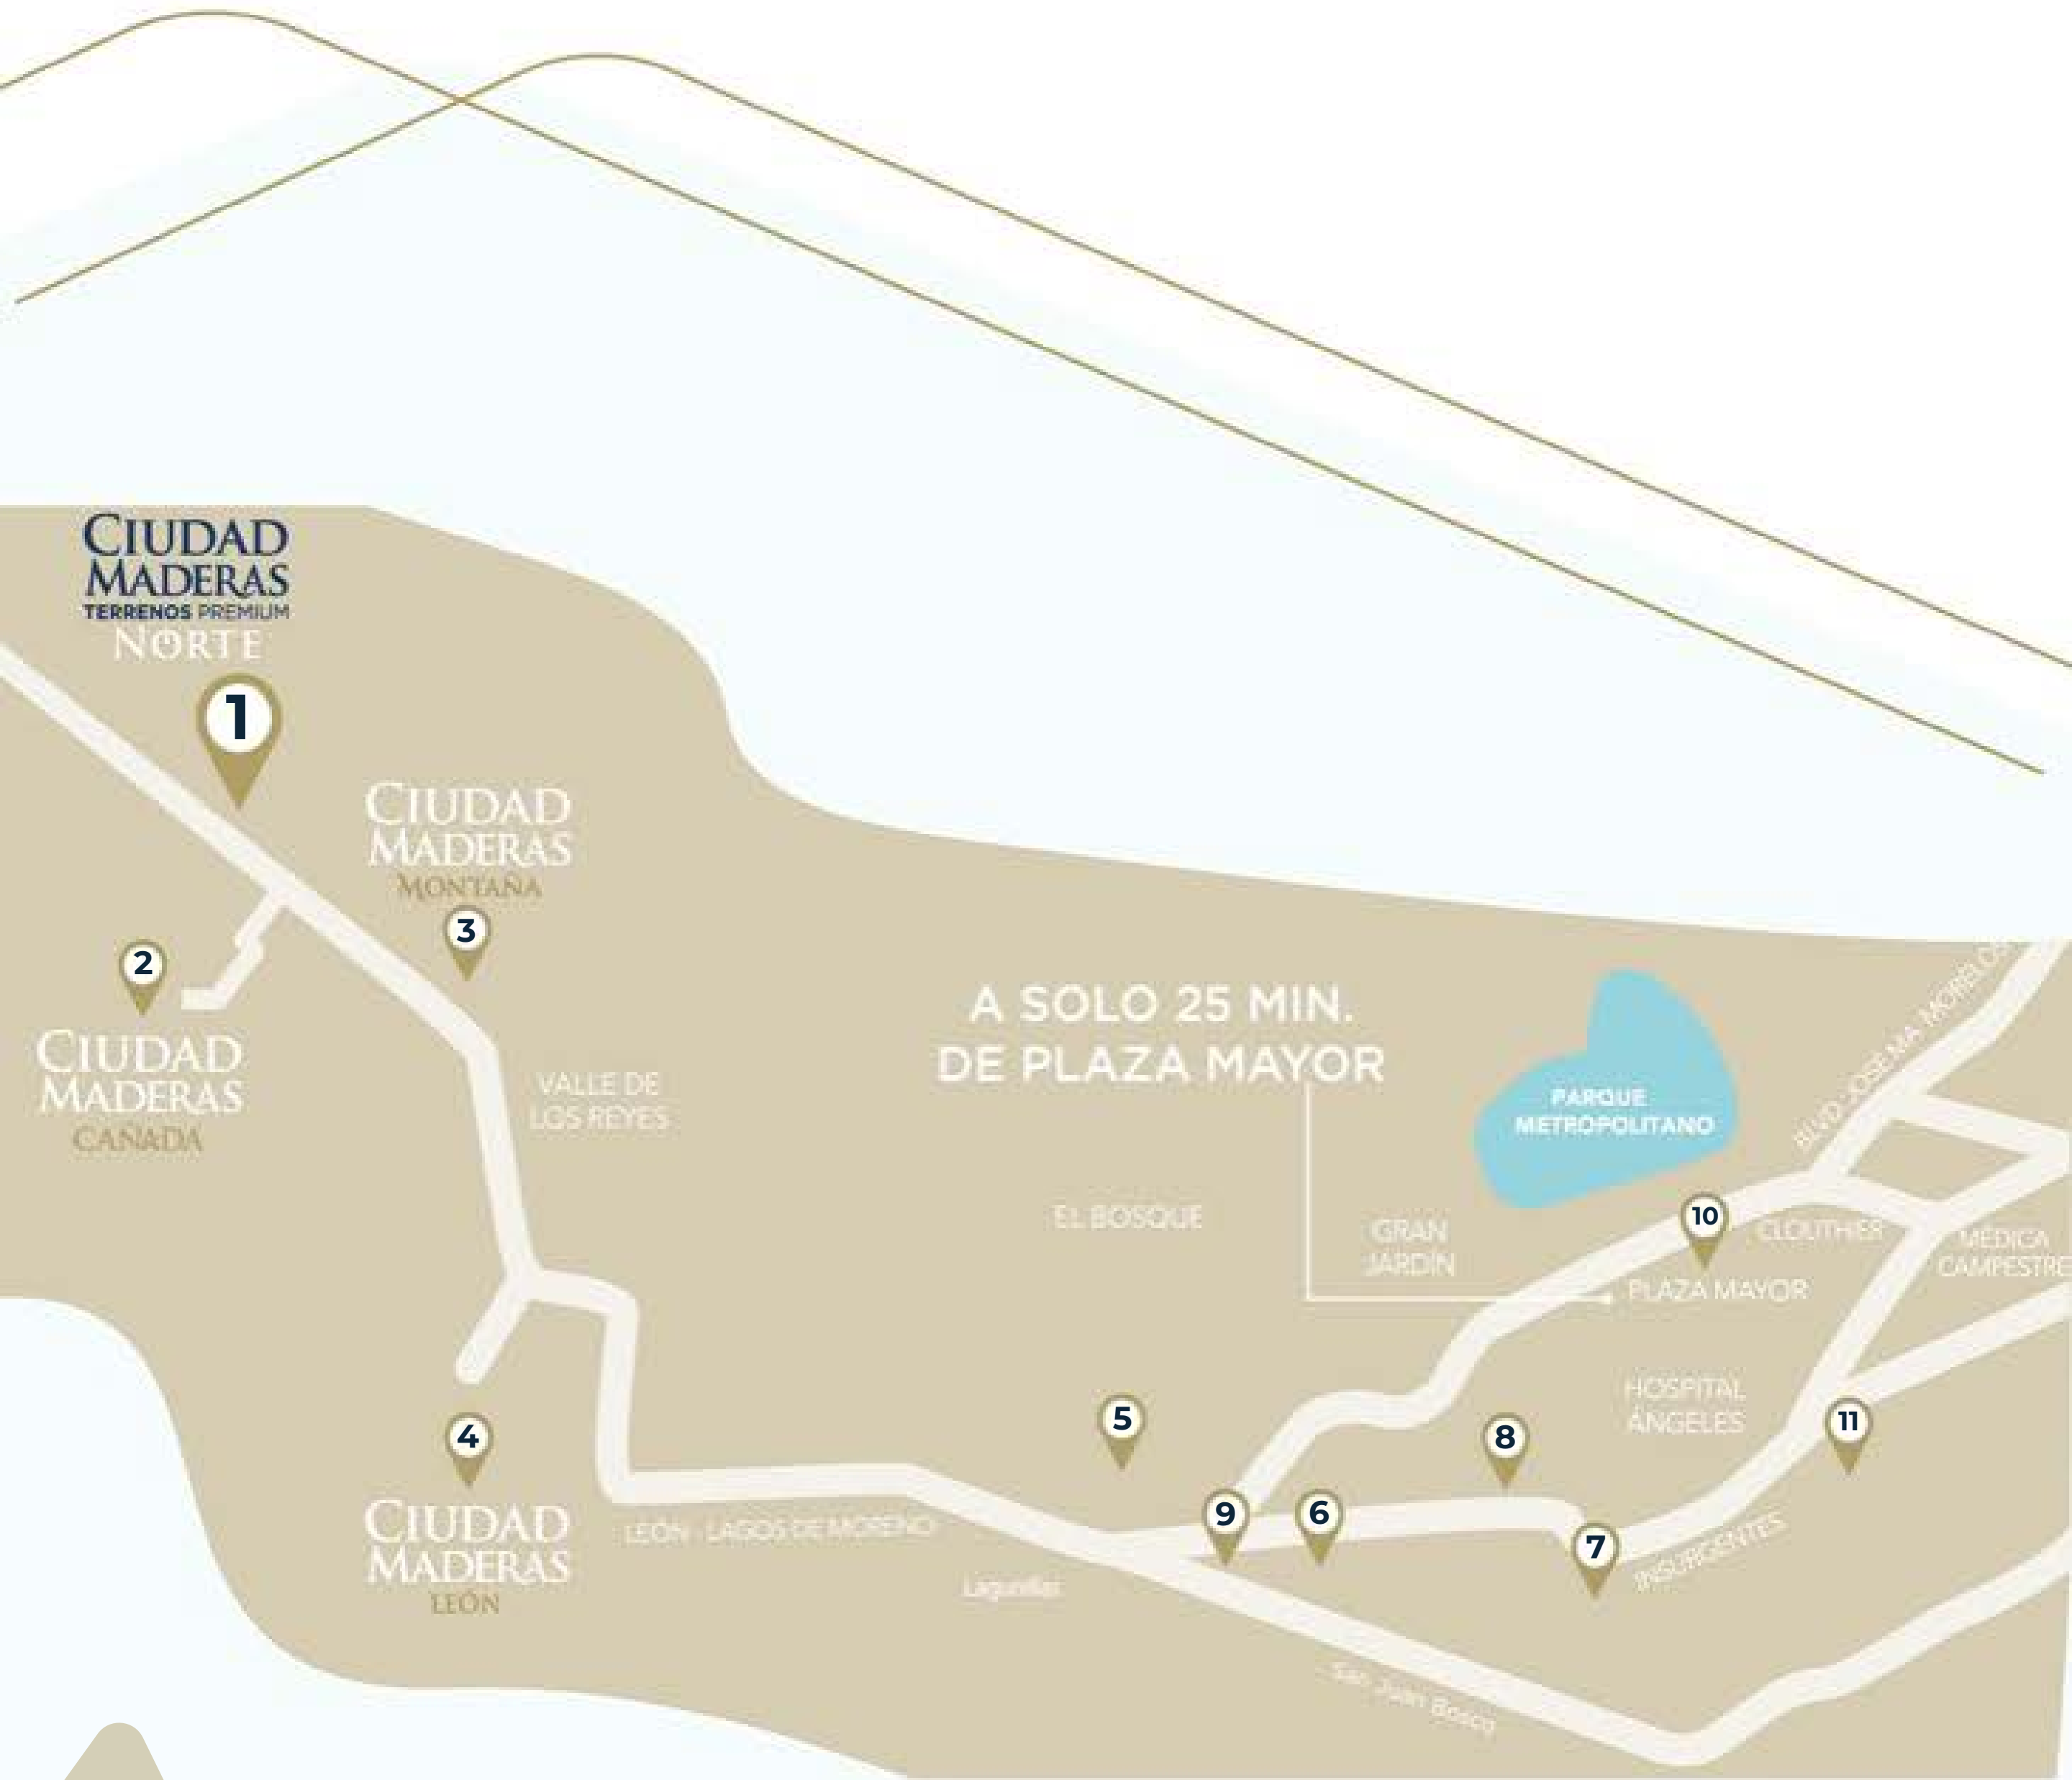 CIUDAD
MADERAS
TERRENOS PREMIUM
NORTE
1
CIUDAD
MADERAS
MONTAÑA
3
2
CIUDAD
MADERAS
CAÑADA
VALLE DE
LOS REYES
A SOLO 25 MIN.
DE PLAZA MAYOR
PARQUE
METROPOLITANO
BLVD. JOSE MA. MORELOS
EL BOSQUE
GRAN
JARDÍN
10
CLOUTHIER
MÉDICA
CAMPESTRE
PLAZA MAYOR
HOSPITAL
ÁNGELES
4
CIUDAD
MADERAS
LEÓN
5
8
11
9
6
7
LEÓN - LAGOS DE MORENO
INSURGENTES
Lagunillas
San Juan Bosco